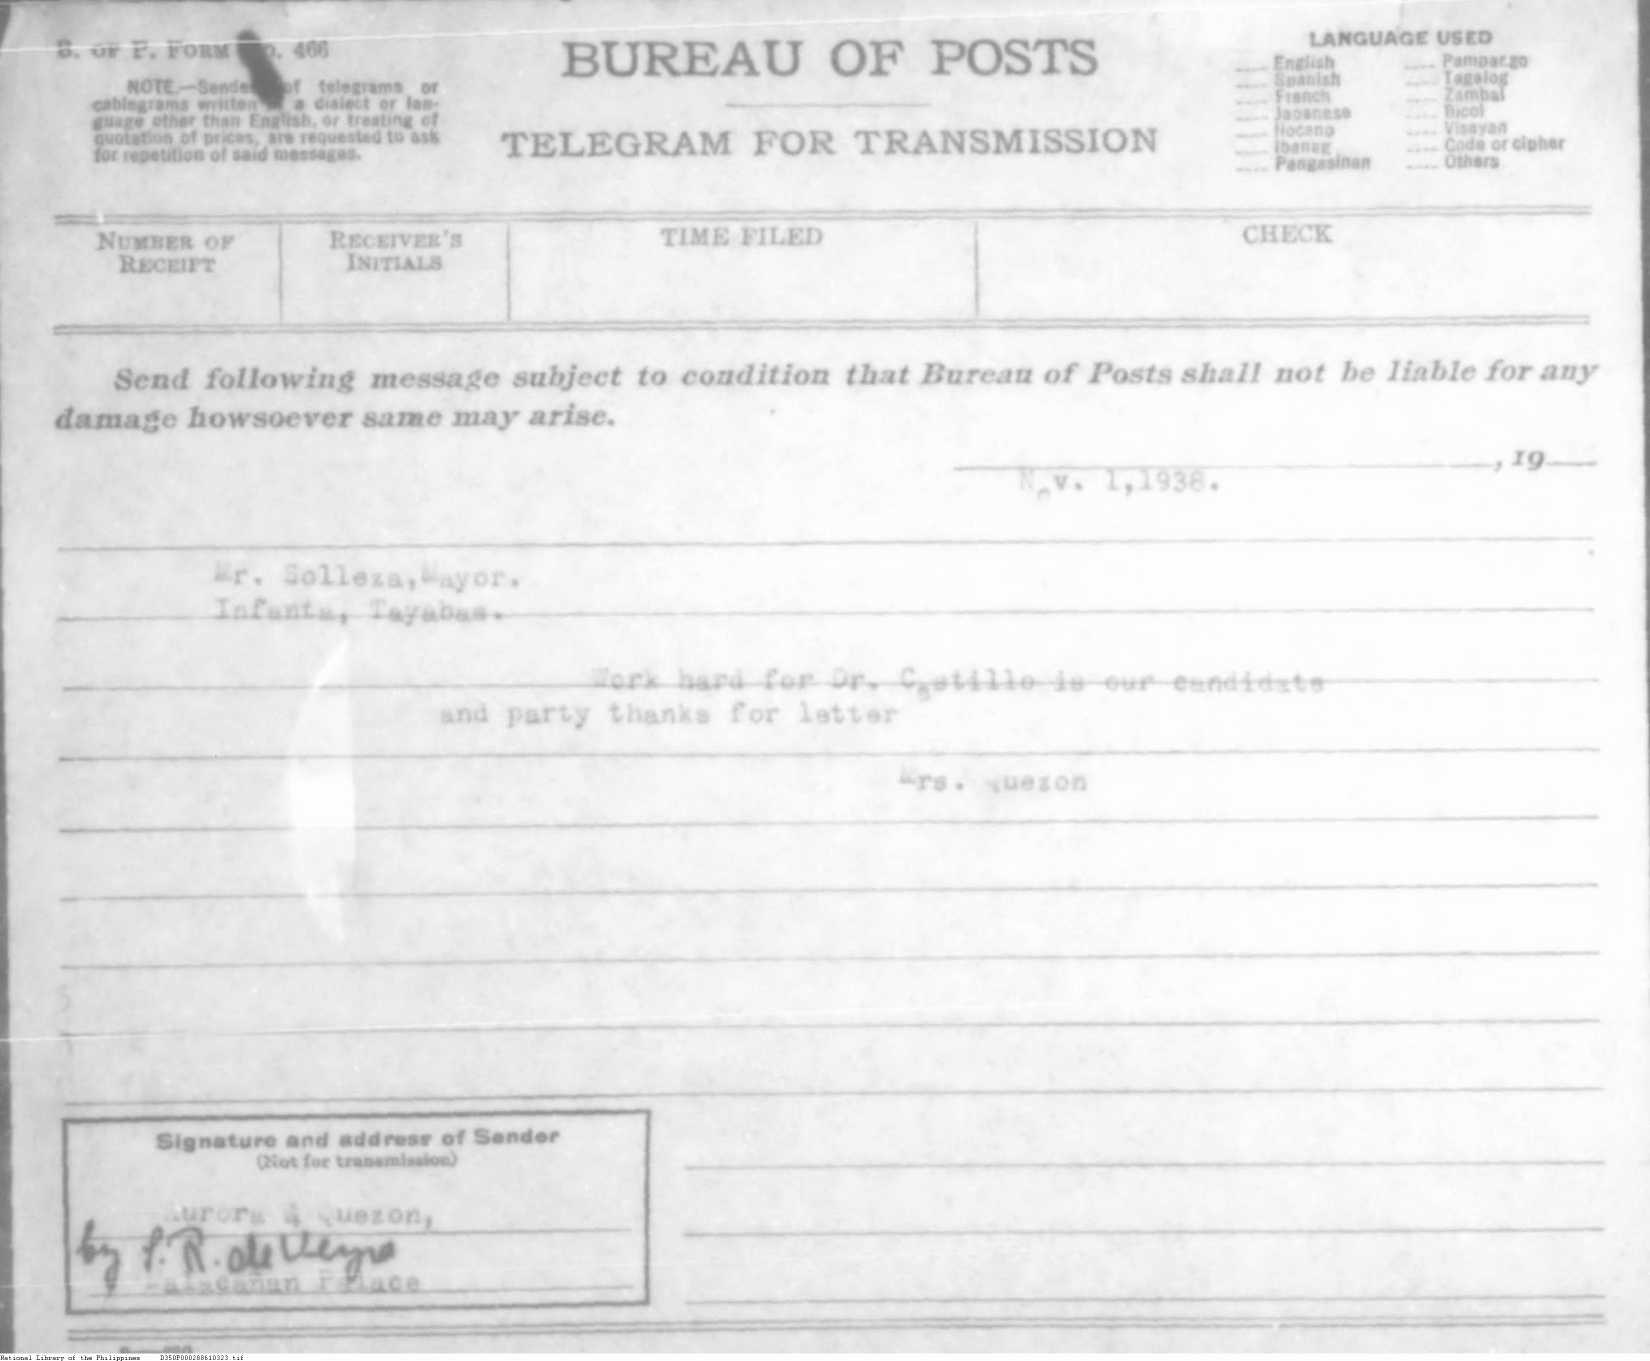 B. OF P. FORM No. 466
NOTE.—Senders of telegrams or
cablegrams written in a dialect or lan-
guage other than English, or treating of
quotation of prices, are requested to ask
for repetition of said messages.
BUREAU OF POSTS
TELEGRAM FOR TRANSMISSION
LANGUAGE USED
English
Spanish
French
Japanese
Ilocano
Ibanag
Pangasinan
Pampango
Tagalog
Zambal
Bicol
Visayan
Code or cipher
Others
NUMBER OF
RECEIPT
RECEIVER'S
INITIALS
TIME FILED
CHECK
Send following message subject to condition that Bureau of Posts shall not be liable for any
damage howsoever same may arise.
, 19
Nov. 1,1938.
Mr. Solleza,Mayor.
Infanta, Tayabas.
Work hard for Dr. Castillo is our candidate
and party thanks for letter
Mrs. Quezon
Signature and address of Sender
(Not for transmission)
Aurora A Quezon,
by S. R. de Veyra
Malacañan Palace
National Library of the Philippines D350P000288610323.tif